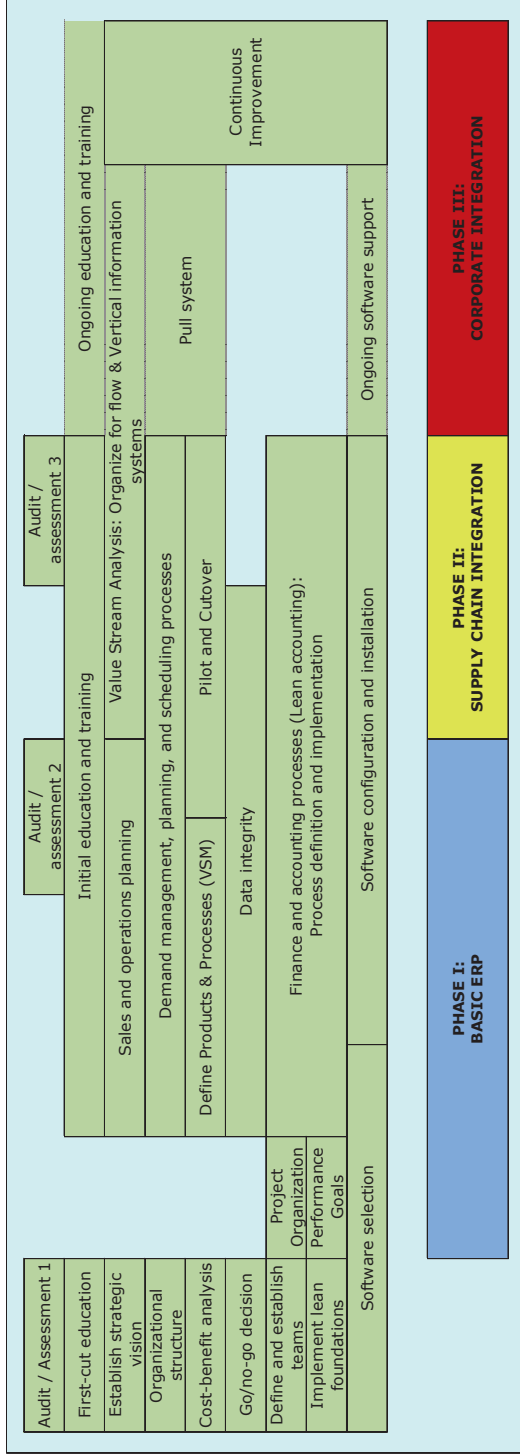 Audit / Assessment 1
First-cut education
Establish strategic
vision
Organizational
structure
Cost-benefit analysis
Go/no-go decision
Define and establish
teams
Implement lean
foundations
Software selection
Project
Organization
Performance
Goals
Audit /
assessment 2
Audit /
assessment 3
Initial education and training
Ongoing education and training
Sales and operations planning
Value Stream Analysis: Organize for flow & Vertical information
systems
Demand management, planning, and scheduling processes
Pull system
Define Products & Processes (VSM)
Pilot and Cutover
Data integrity
Finance and accounting processes (Lean accounting):
Process definition and implementation
Software configuration and installation
Ongoing software support
Continuous
Improvement
PHASE I:
BASIC ERP
PHASE II:
SUPPLY CHAIN INTEGRATION
PHASE III:
CORPORATE INTEGRATION